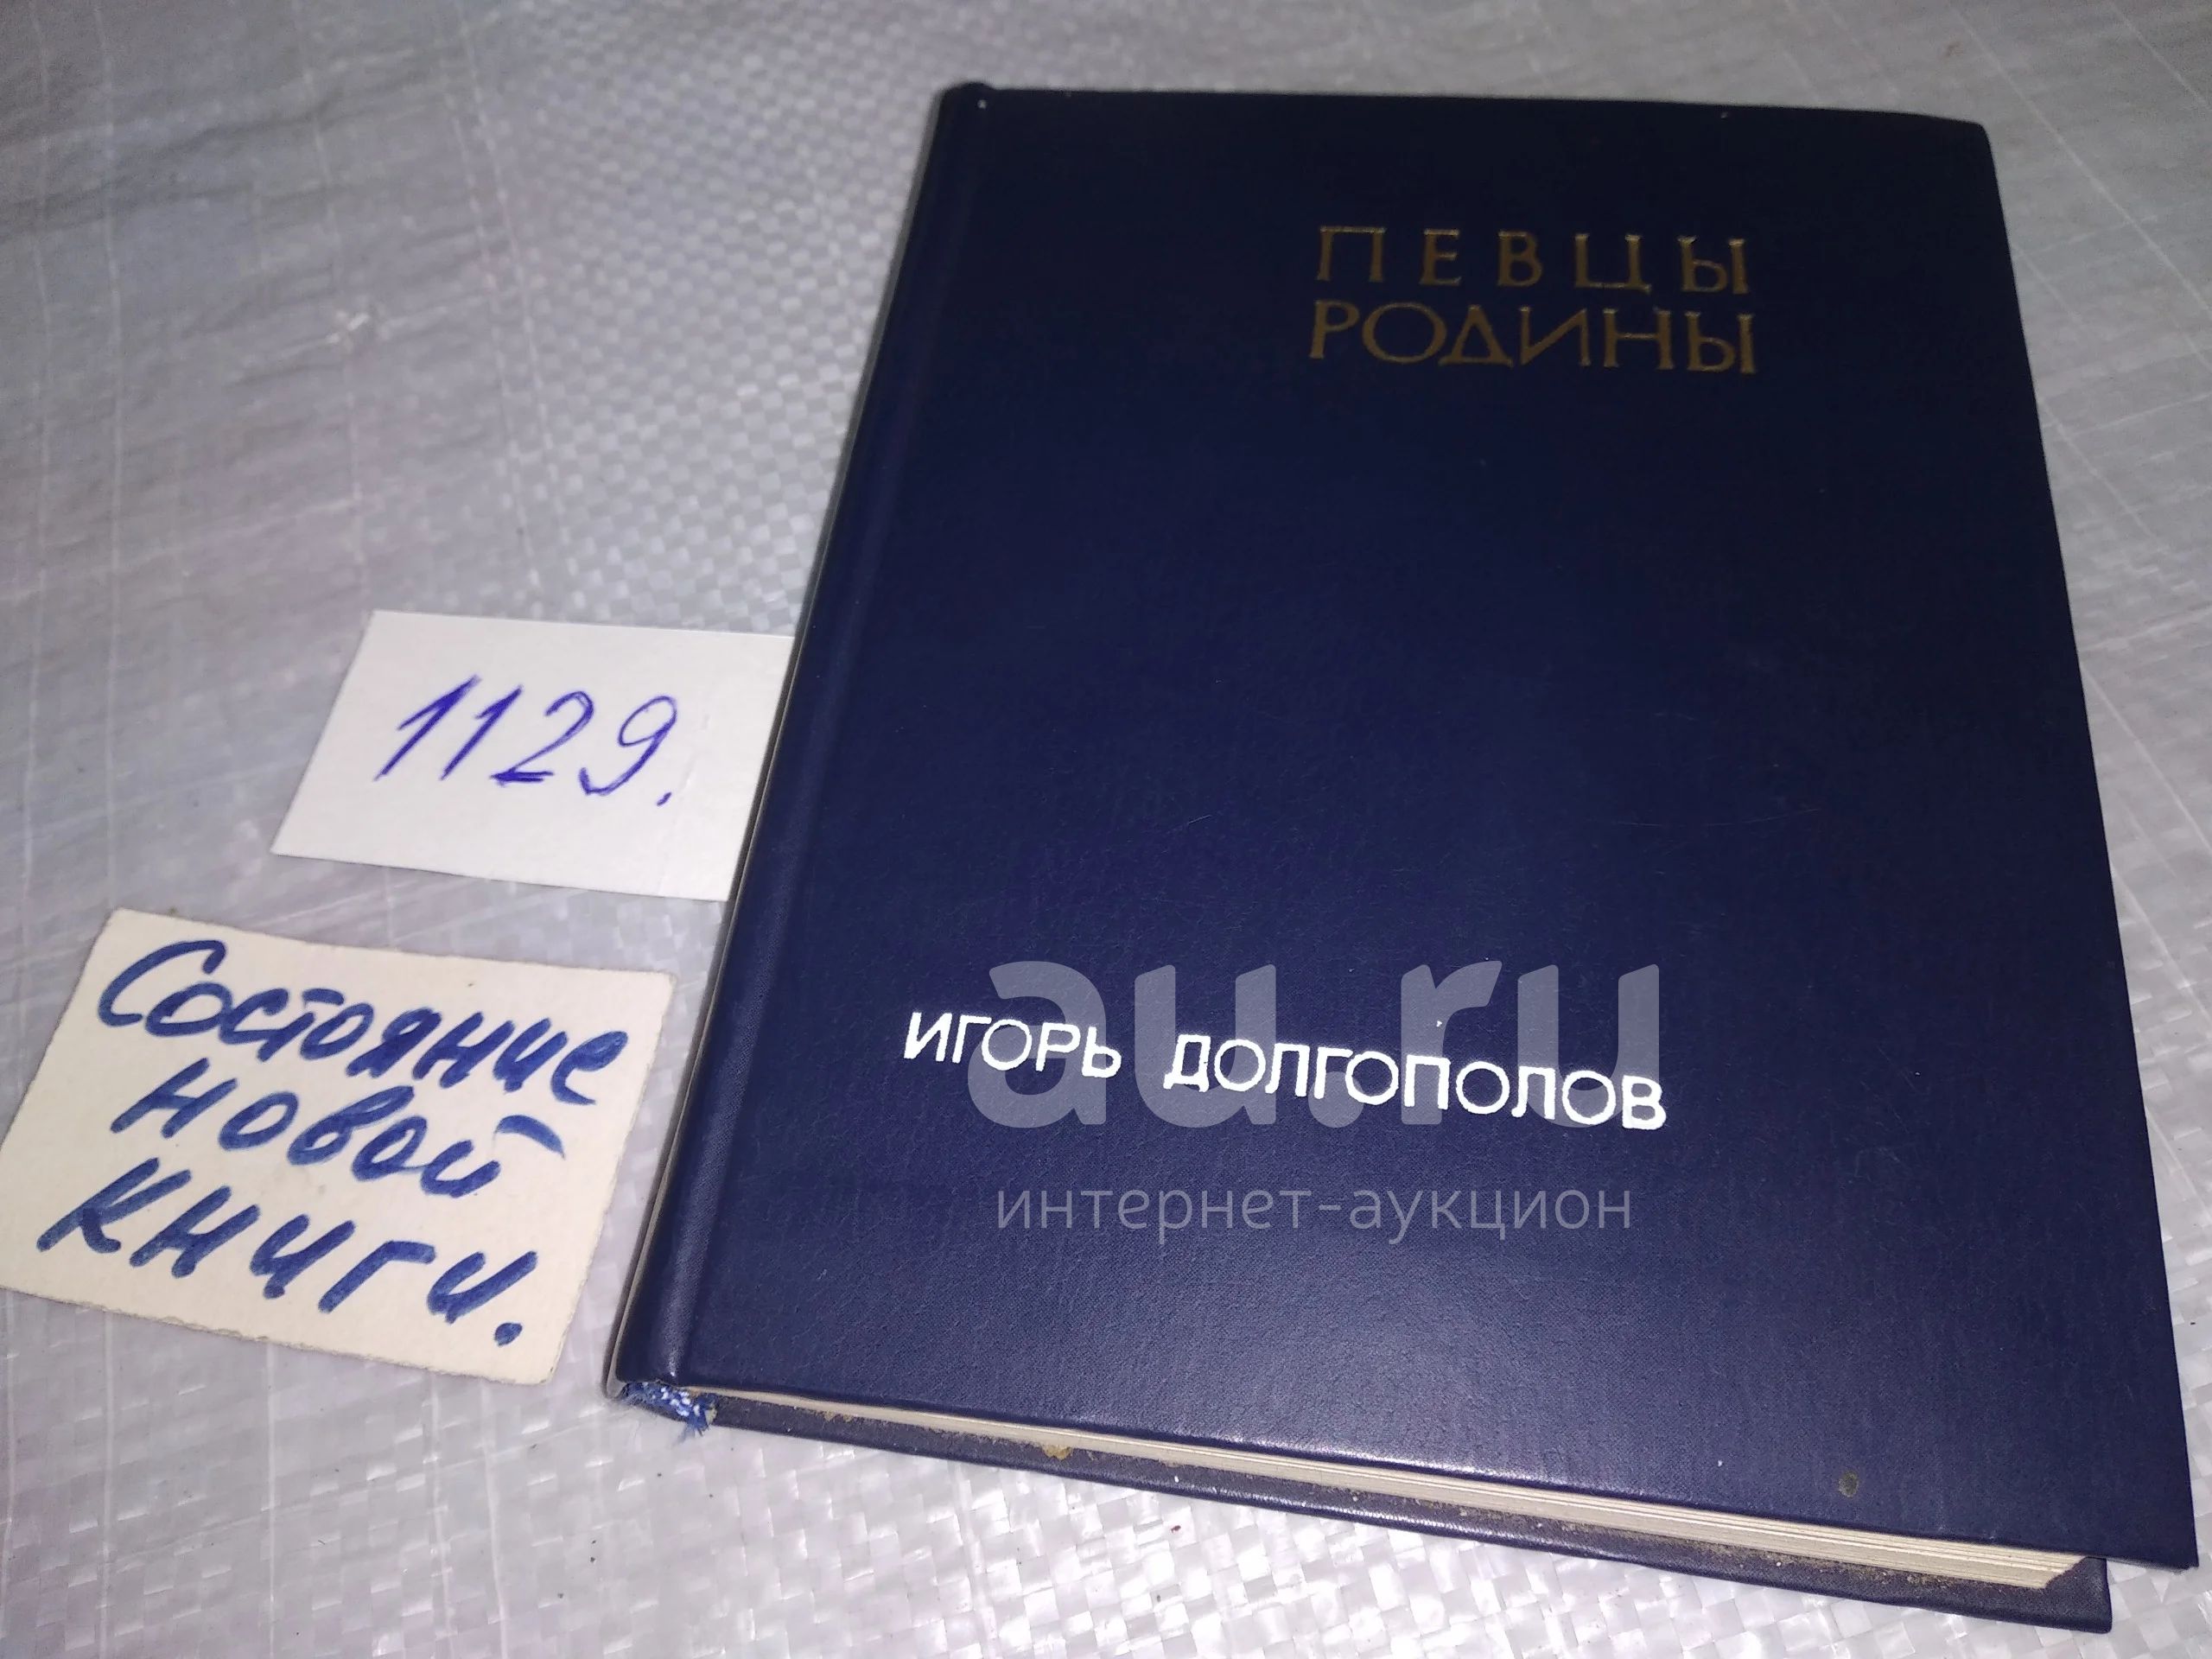 ПЕВЦЫ
РОДИНЫ
1129.
Состояние
новой
книги.
au.ru
ИГОРЬ ДОЛГОПОЛОВ
интернет-аукцион